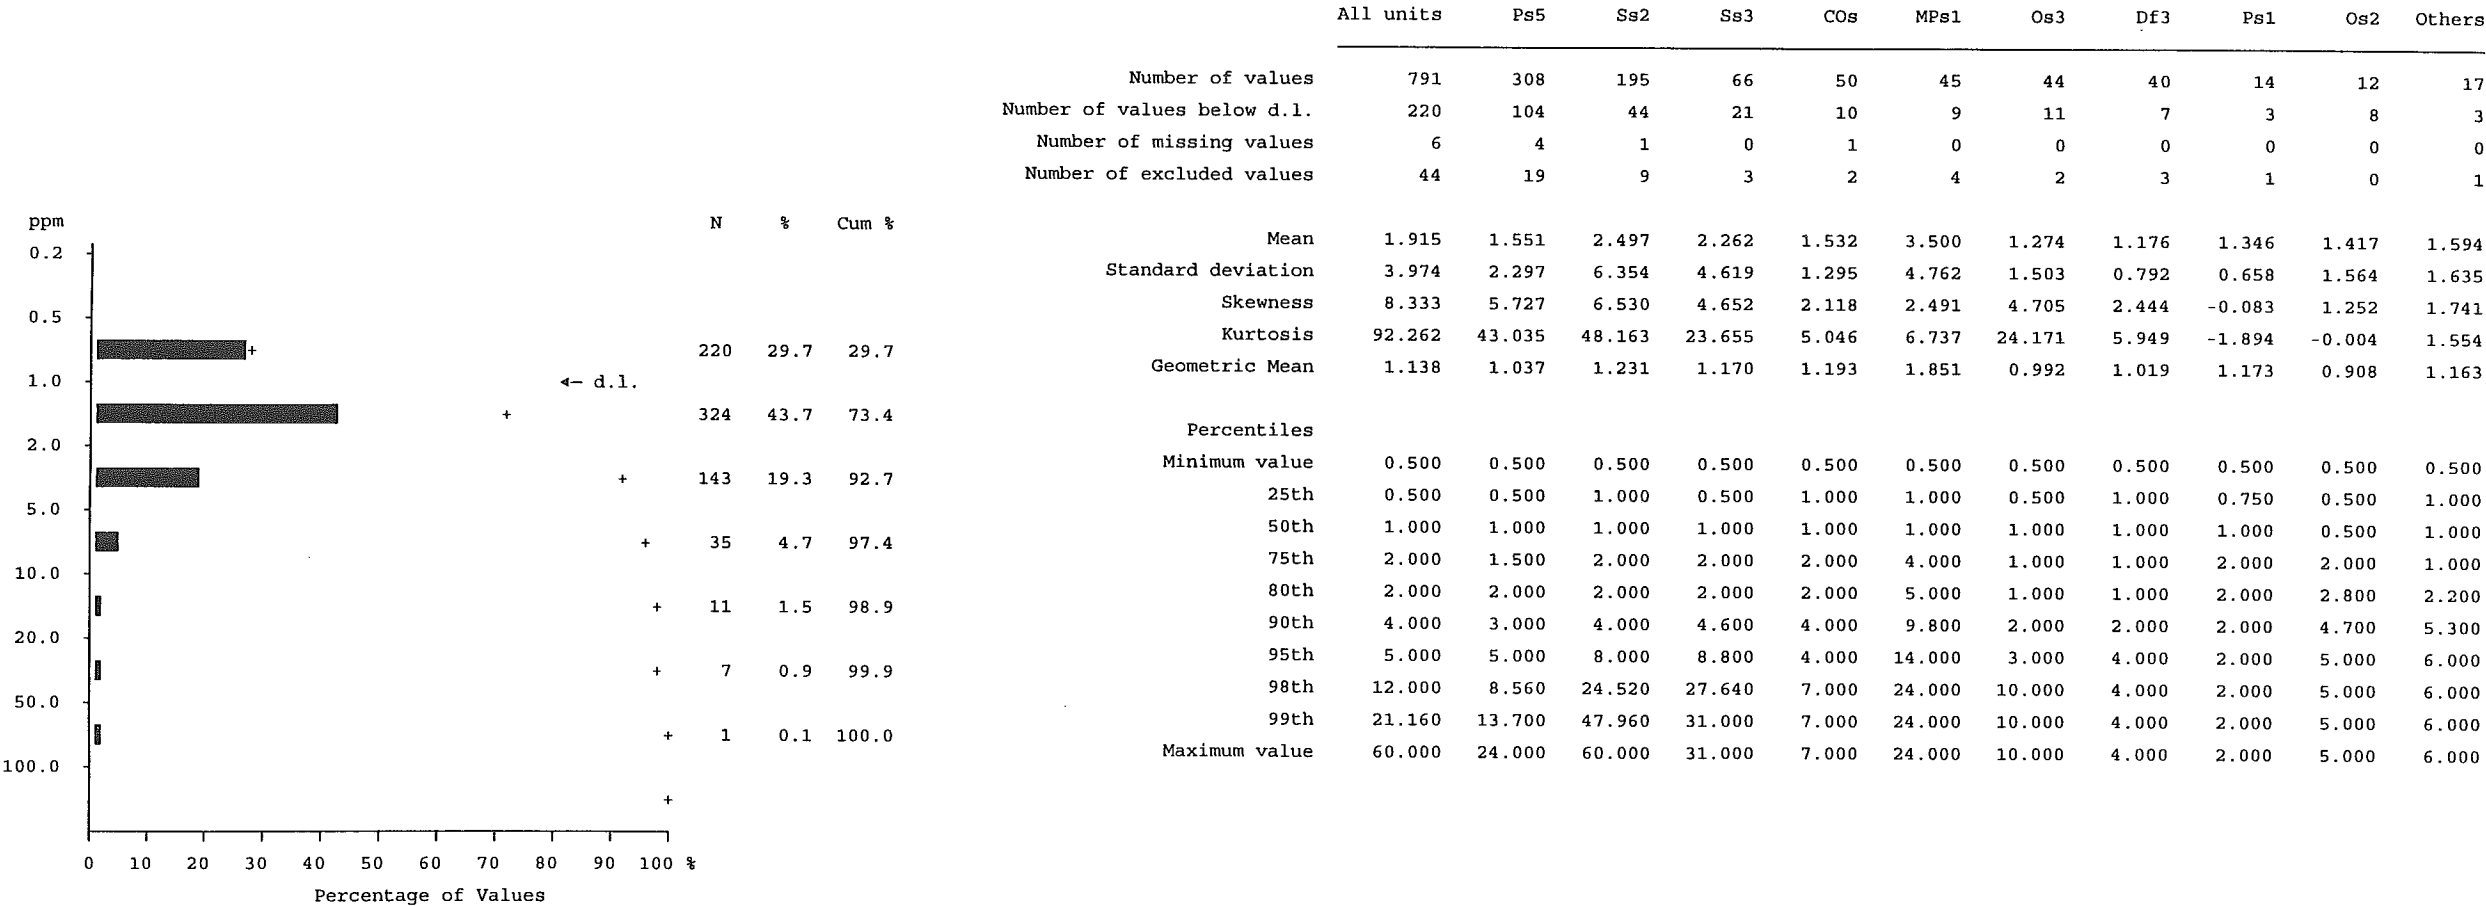 All units Ps5 Ss2 Ss3 COs MPs1 Os3 Df3 Ps1 Os2 Others
Number of values 791 308 195 66 50 45 44 40 14 12 17
Number of values below d.l. 220 104 44 21 10 9 11 7 3 8 3
Number of missing values 6 4 1 0 1 0 0 0 0 0 0
Number of excluded values 44 19 9 3 2 4 2 3 1 0 1
ppm N % Cum %
0.2
0.5
220 29.7 29.7
1.0 d.l.
324 43.7 73.4
2.0
143 19.3 92.7
5.0
35 4.7 97.4
10.0
11 1.5 98.9
20.0
7 0.9 99.9
50.0
1 0.1 100.0
100.0
0 10 20 30 40 50 60 70 80 90 100 %
Percentage of Values
Mean 1.915 1.551 2.497 2.262 1.532 3.500 1.274 1.176 1.346 1.417 1.594
Standard deviation 3.974 2.297 6.354 4.619 1.295 4.762 1.503 0.792 0.658 1.564 1.635
Skewness 8.333 5.727 6.530 4.652 2.118 2.491 4.705 2.444 -0.083 1.252 1.741
Kurtosis 92.262 43.035 48.163 23.655 5.046 6.737 24.171 5.949 -1.894 -0.004 1.554
Geometric Mean 1.138 1.037 1.231 1.170 1.193 1.851 0.992 1.019 1.173 0.908 1.163
Percentiles
Minimum value 0.500 0.500 0.500 0.500 0.500 0.500 0.500 0.500 0.500 0.500 0.500
25th 0.500 0.500 1.000 0.500 1.000 1.000 0.500 1.000 0.750 0.500 1.000
50th 1.000 1.000 1.000 1.000 1.000 1.000 1.000 1.000 1.000 0.500 1.000
75th 2.000 1.500 2.000 2.000 2.000 4.000 1.000 1.000 2.000 2.000 1.000
80th 2.000 2.000 2.000 2.000 2.000 5.000 1.000 1.000 2.000 2.800 2.200
90th 4.000 3.000 4.000 4.600 4.000 9.800 2.000 2.000 2.000 4.700 5.300
95th 5.000 5.000 8.000 8.800 4.000 14.000 3.000 4.000 2.000 5.000 6.000
98th 12.000 8.560 24.520 27.640 7.000 24.000 10.000 4.000 2.000 5.000 6.000
99th 21.160 13.700 47.960 31.000 7.000 24.000 10.000 4.000 2.000 5.000 6.000
Maximum value 60.000 24.000 60.000 31.000 7.000 24.000 10.000 4.000 2.000 5.000 6.000